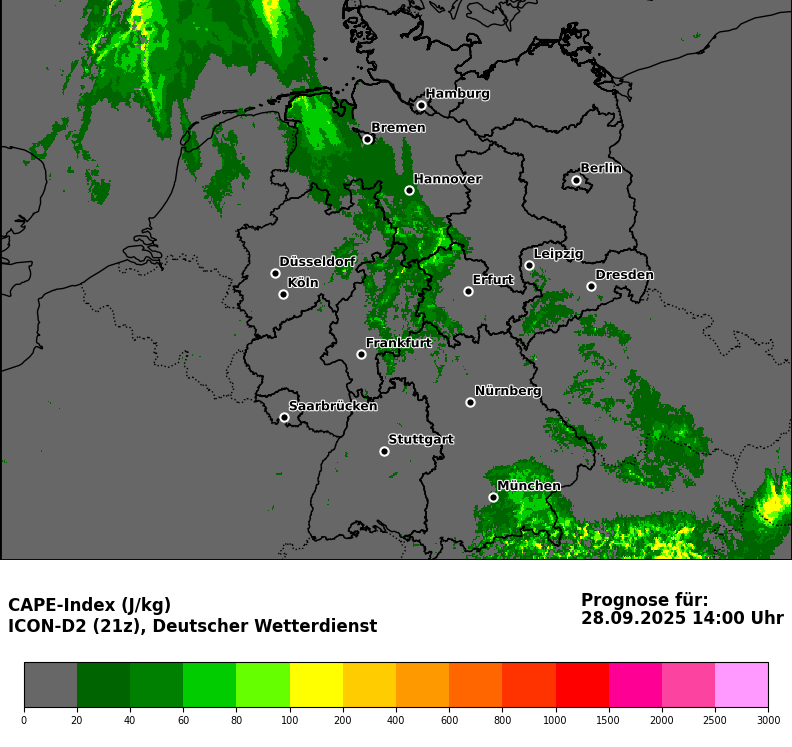 Hamburg
Bremen
Berlin
Hannover
Leipzig
Düsseldorf
Dresden
Köln
Erfurt
Frankfurt
Nürnberg
Saarbrücken
Stuttgart
München
CAPE-Index (J/kg)
ICON-D2 (21z), Deutscher Wetterdienst
Prognose für:
28.09.2025 14:00 Uhr
0 20 40 60 80 100 200 400 600 800 1000 1500 2000 2500 3000